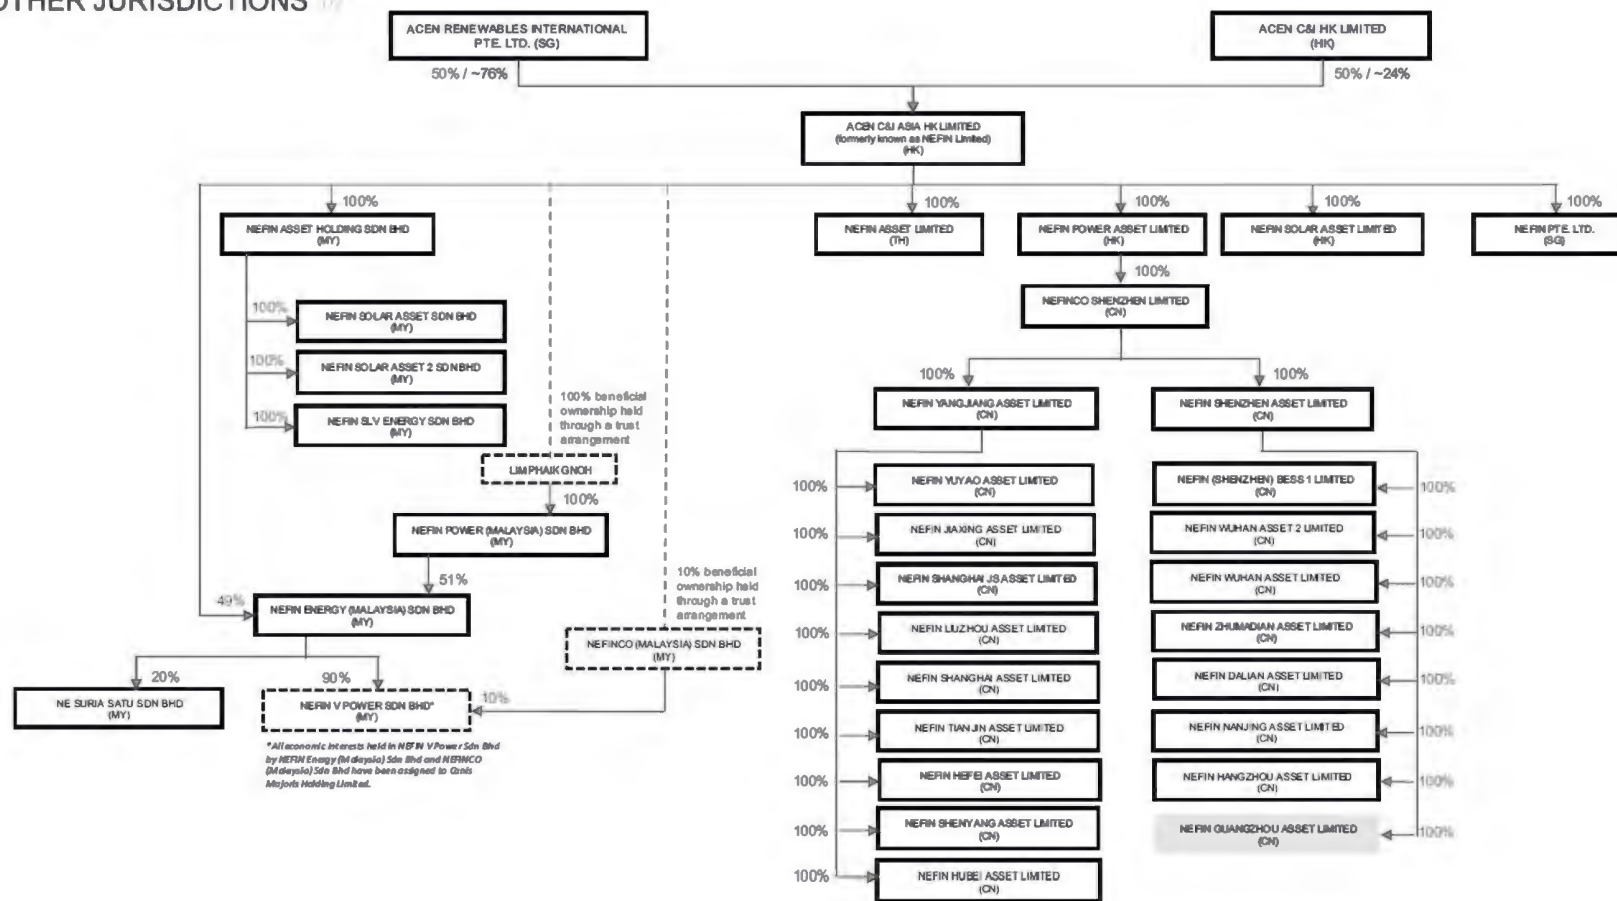 OTHER JURISDICTIONS
ACEN RENEWABLES INTERNATIONAL
PTE. LTD. (SG)
ACEN C&I HK LIMITED
(HK)
50% / ~76%
50% / ~24%
ACEN C&I ASIA HK LIMITED
(formerly known as NEFIN Limited)
(HK)
100%
100%
100%
100%
100%
NEFIN ASSET HOLDING SDN BHD
(MY)
NEFIN ASSET LIMITED
(TH)
NEFIN POWER ASSET LIMITED
(HK)
NEFIN SOLAR ASSET LIMITED
(HK)
NEFIN PTE. LTD.
(SG)
100%
NEFINCO SHENZHEN LIMITED
(CN)
100%
NEFIN SOLAR ASSET SDN BHD
(MY)
100%
NEFIN SOLAR ASSET 2 SDN BHD
(MY)
100%
NEFIN SLV ENERGY SDN BHD
(MY)
100% beneficial
ownership held
through a trust
arrangement
LIM PHAIK GNOH
100%
NEFIN POWER (MALAYSIA) SDN BHD
(MY)
51%
49%
NEFIN ENERGY (MALAYSIA) SDN BHD
(MY)
10% beneficial
ownership held
through a trust
arrangement
NEFINCO (MALAYSIA) SDN BHD
(MY)
20%
90%
10%
NE SURIA SATU SDN BHD
(MY)
NEFIN V POWER SDN BHD*
(MY)
*All economic interests held in NEFIN V Power Sdn Bhd
by NEFIN Energy (Malaysia) Sdn Bhd and NEFINCO
(Malaysia) Sdn Bhd have been assigned to Canis
Majoris Holding Limited.
100%
100%
NEFIN YANGJIANG ASSET LIMITED
(CN)
NEFIN SHENZHEN ASSET LIMITED
(CN)
100%
NEFIN YUYAO ASSET LIMITED
(CN)
NEFIN (SHENZHEN) BESS 1 LIMITED
(CN)
100%
100%
NEFIN JIAXING ASSET LIMITED
(CN)
NEFIN WUHAN ASSET 2 LIMITED
(CN)
100%
100%
NEFIN SHANGHAI JS ASSET LIMITED
(CN)
NEFIN WUHAN ASSET LIMITED
(CN)
100%
100%
NEFIN LIUZHOU ASSET LIMITED
(CN)
NEFIN ZHUMADIAN ASSET LIMITED
(CN)
100%
100%
NEFIN SHANGHAI ASSET LIMITED
(CN)
NEFIN DALIAN ASSET LIMITED
(CN)
100%
100%
NEFIN TIANJIN ASSET LIMITED
(CN)
NEFIN NANJING ASSET LIMITED
(CN)
100%
100%
NEFIN HEFEI ASSET LIMITED
(CN)
NEFIN HANGZHOU ASSET LIMITED
(CN)
100%
100%
NEFIN SHENYANG ASSET LIMITED
(CN)
NEFIN GUANGZHOU ASSET LIMITED
(CN)
100%
100%
NEFIN HUBEI ASSET LIMITED
(CN)